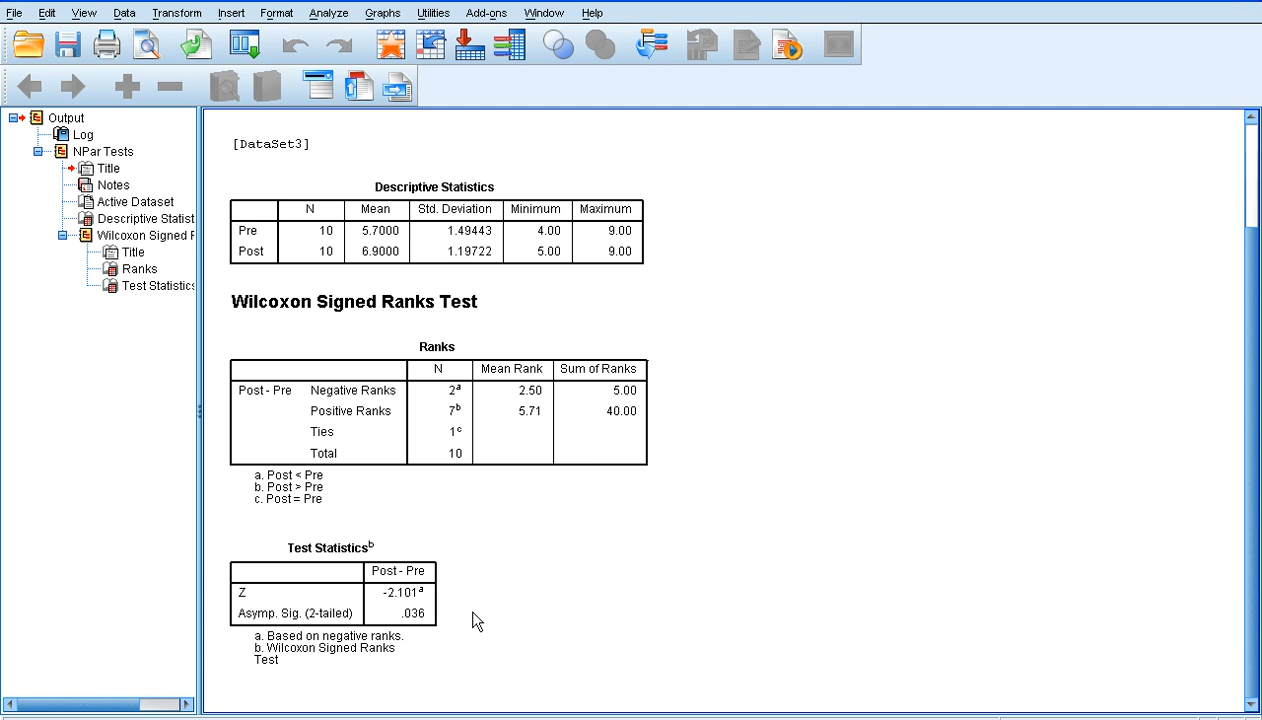 File Edit View Data Transform Insert Format Analyze Graphs Utilities Add-ons Window Help
Output
Log
NPar Tests
Title
Notes
Active Dataset
Descriptive Statist
Wilcoxon Signed F
Title
Ranks
Test Statistics
[DataSet3]
Descriptive Statistics
N Mean Std. Deviation Minimum Maximum
Pre 10 5.7000 1.49443 4.00 9.00
Post 10 6.9000 1.19722 5.00 9.00
Wilcoxon Signed Ranks Test
Ranks
N Mean Rank Sum of Ranks
Post - Pre Negative Ranks 2a 2.50 5.00
Positive Ranks 7b 5.71 40.00
Ties 1c
Total 10
a. Post < Pre
b. Post > Pre
c. Post = Pre
Test Statisticsb
Post - Pre
Z -2.101a
Asymp. Sig. (2-tailed) .036
a. Based on negative ranks.
b. Wilcoxon Signed Ranks
Test